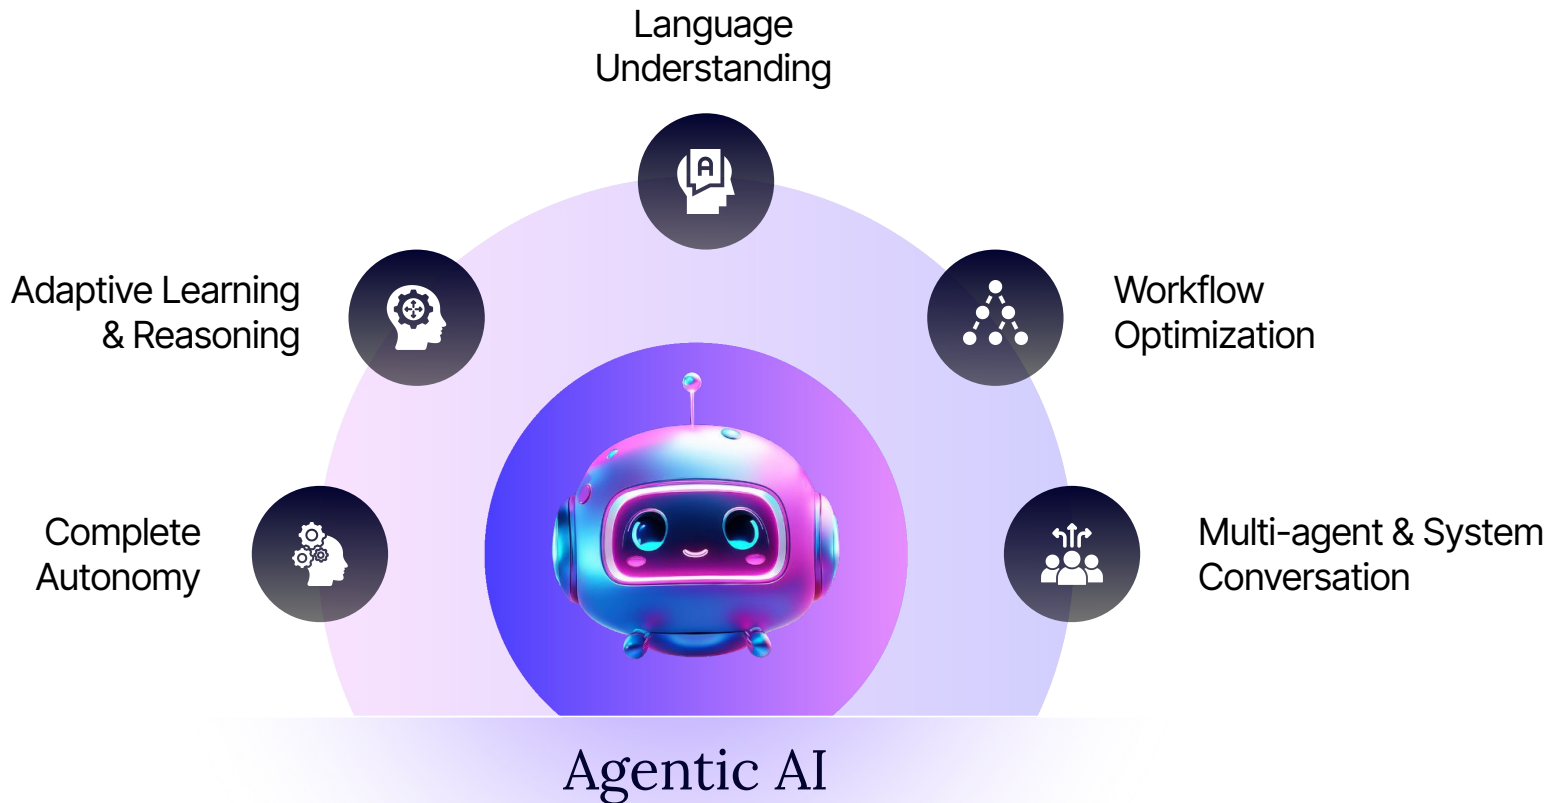 Language
Understanding
A
Adaptive Learning
& Reasoning
Workflow
Optimization
Complete
Autonomy
Multi-agent & System
Conversation
Agentic AI